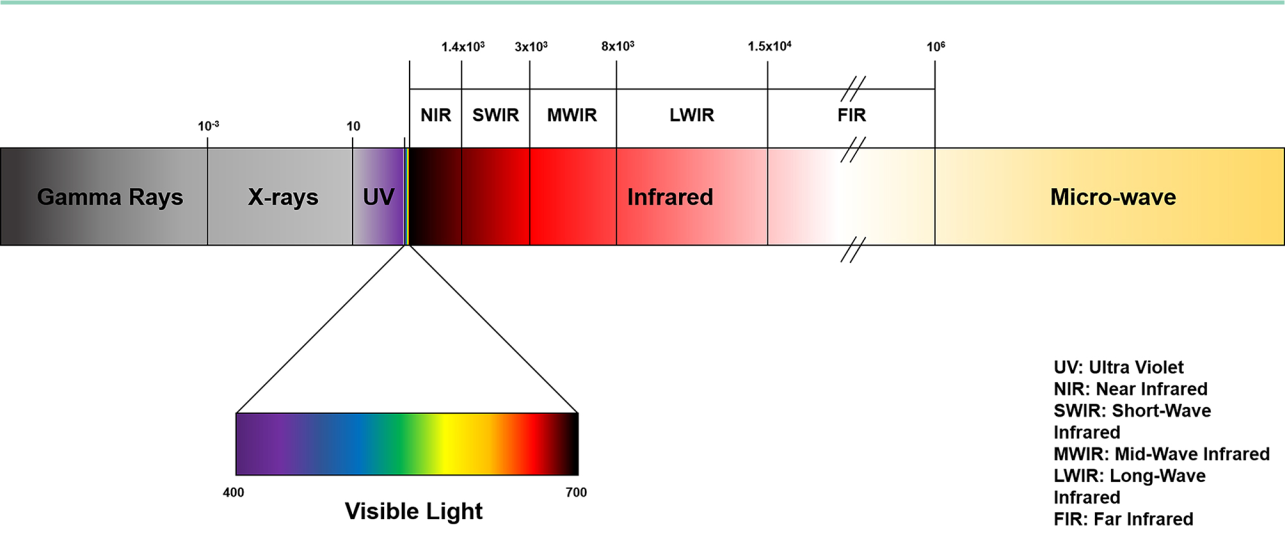 1.4x10³ 3x10³ 8x10³ 1.5x10⁴ 10⁶
NIR SWIR MWIR LWIR FIR
10⁻³ 10
Gamma Rays X-rays UV Infrared Micro-wave
400 700
Visible Light
UV: Ultra Violet
NIR: Near Infrared
SWIR: Short-Wave
Infrared
MWIR: Mid-Wave Infrared
LWIR: Long-Wave
Infrared
FIR: Far Infrared